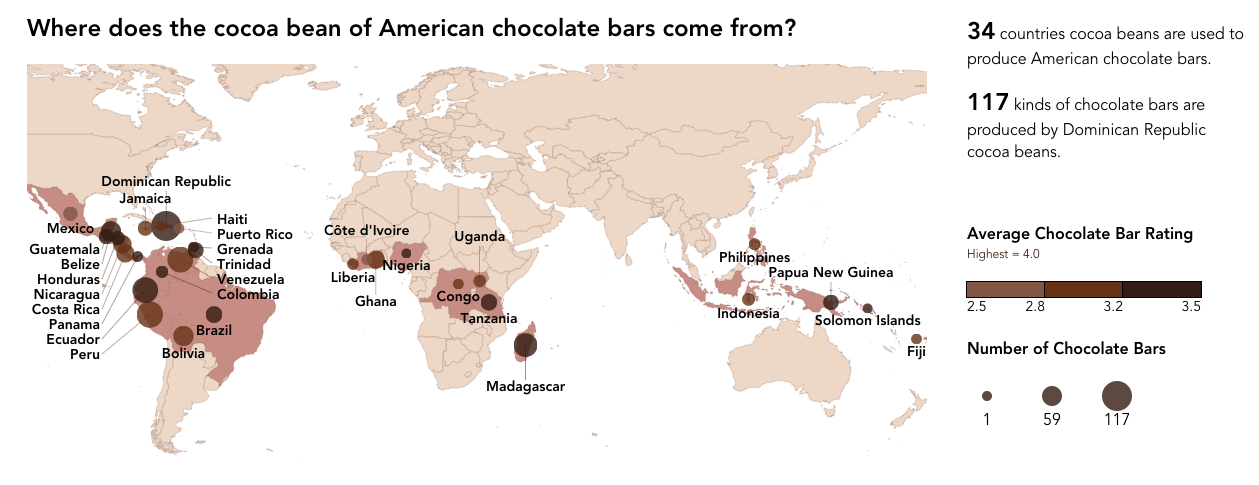 Where does the cocoa bean of American chocolate bars come from?
34 countries cocoa beans are used to
produce American chocolate bars.
117 kinds of chocolate bars are
produced by Dominican Republic
cocoa beans.
Dominican Republic
Jamaica
Haiti
Puerto Rico
Grenada
Trinidad
Venezuela
Colombia
Mexico
Guatemala
Belize
Honduras
Nicaragua
Costa Rica
Panama
Ecuador
Peru
Brazil
Bolivia
Côte d'Ivoire
Nigeria
Liberia
Ghana
Uganda
Congo
Tanzania
Madagascar
Philippines
Papua New Guinea
Indonesia
Solomon Islands
Fiji
Average Chocolate Bar Rating
Highest = 4.0
2.5 2.8 3.2 3.5
Number of Chocolate Bars
1 59 117